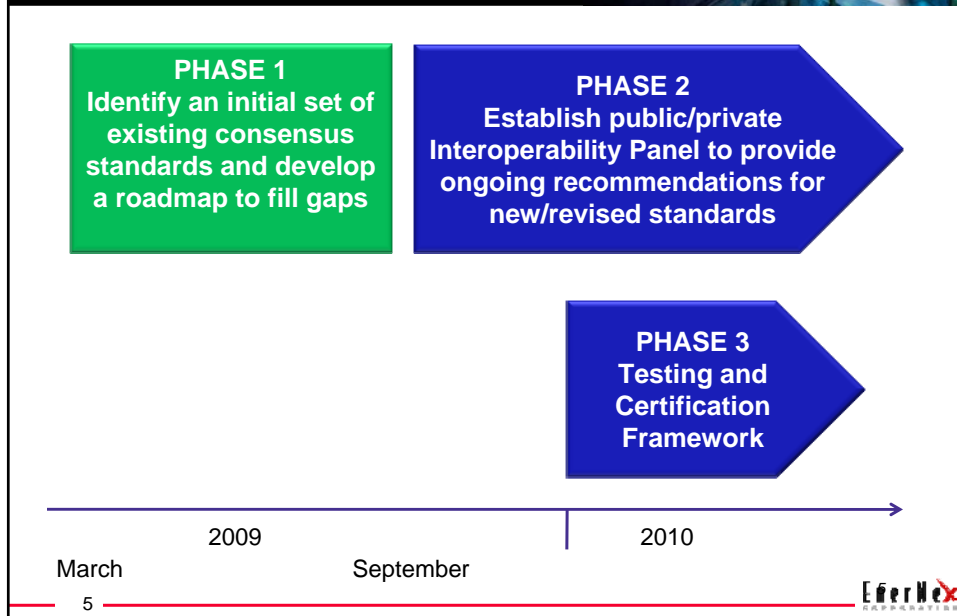 PHASE 1
Identify an initial set of
existing consensus
standards and develop
a roadmap to fill gaps
PHASE 2
Establish public/private
Interoperability Panel to provide
ongoing recommendations for
new/revised standards
PHASE 3
Testing and
Certification
Framework
2009
2010
March
September
5
EnerNex
CORPORATION